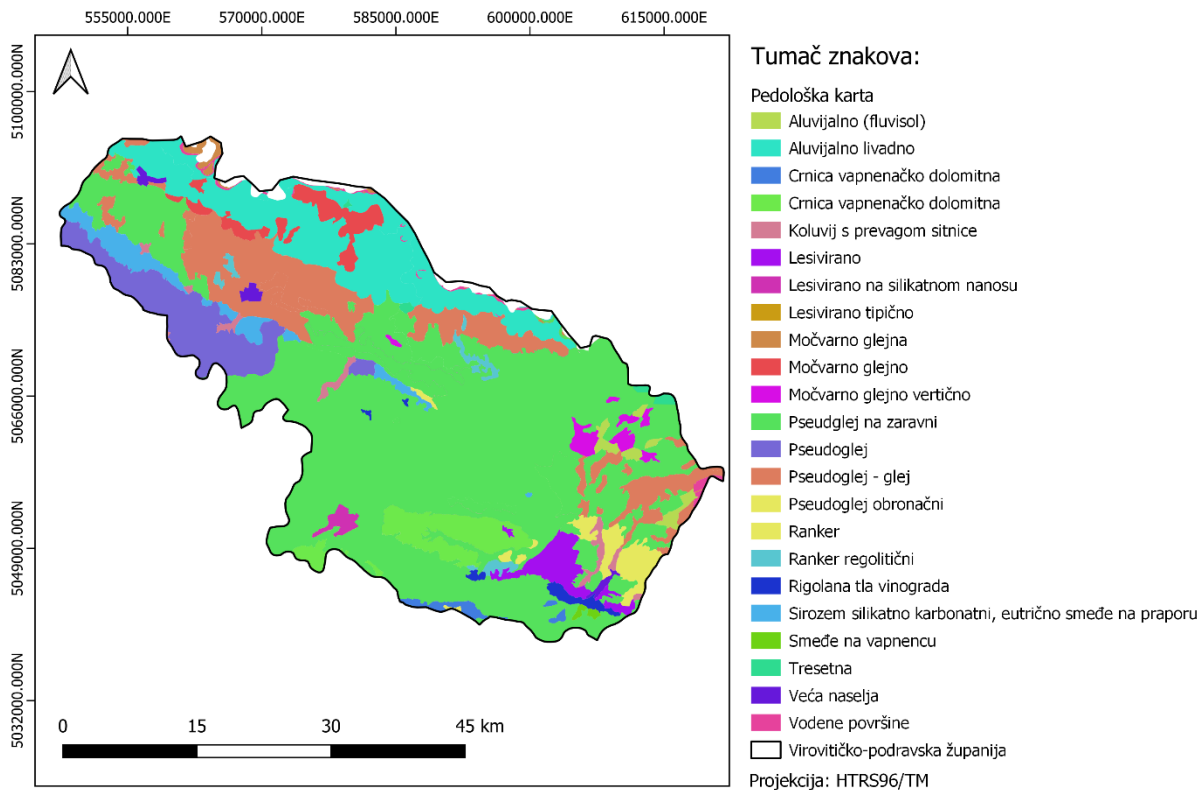 555000.000E 570000.000E 585000.000E 600000.000E 615000.000E
5100000.000N
5083000.000N
5066000.000N
5049000.000N
5032000.000N
0 15 30 45 km
Tumač znakova:
Pedološka karta
Aluvijalno (fluvisol)
Aluvijalno livadno
Crnica vapnenačko dolomitna
Crnica vapnenačko dolomitna
Koluvij s prevagom sitnice
Lesivirano
Lesivirano na silikatnom nanosu
Lesivirano tipično
Močvarno glejna
Močvarno glejno
Močvarno glejno vertično
Pseudglej na zaravni
Pseudoglej
Pseudoglej - glej
Pseudoglej obronačni
Ranker
Ranker regolitični
Rigolana tla vinograda
Sirozem silikatno karbonatni, eutrično smeđe na praporu
Smeđe na vapnencu
Tresetna
Veća naselja
Vodene površine
Virovitičko-podravska županija
Projekcija: HTRS96/TM